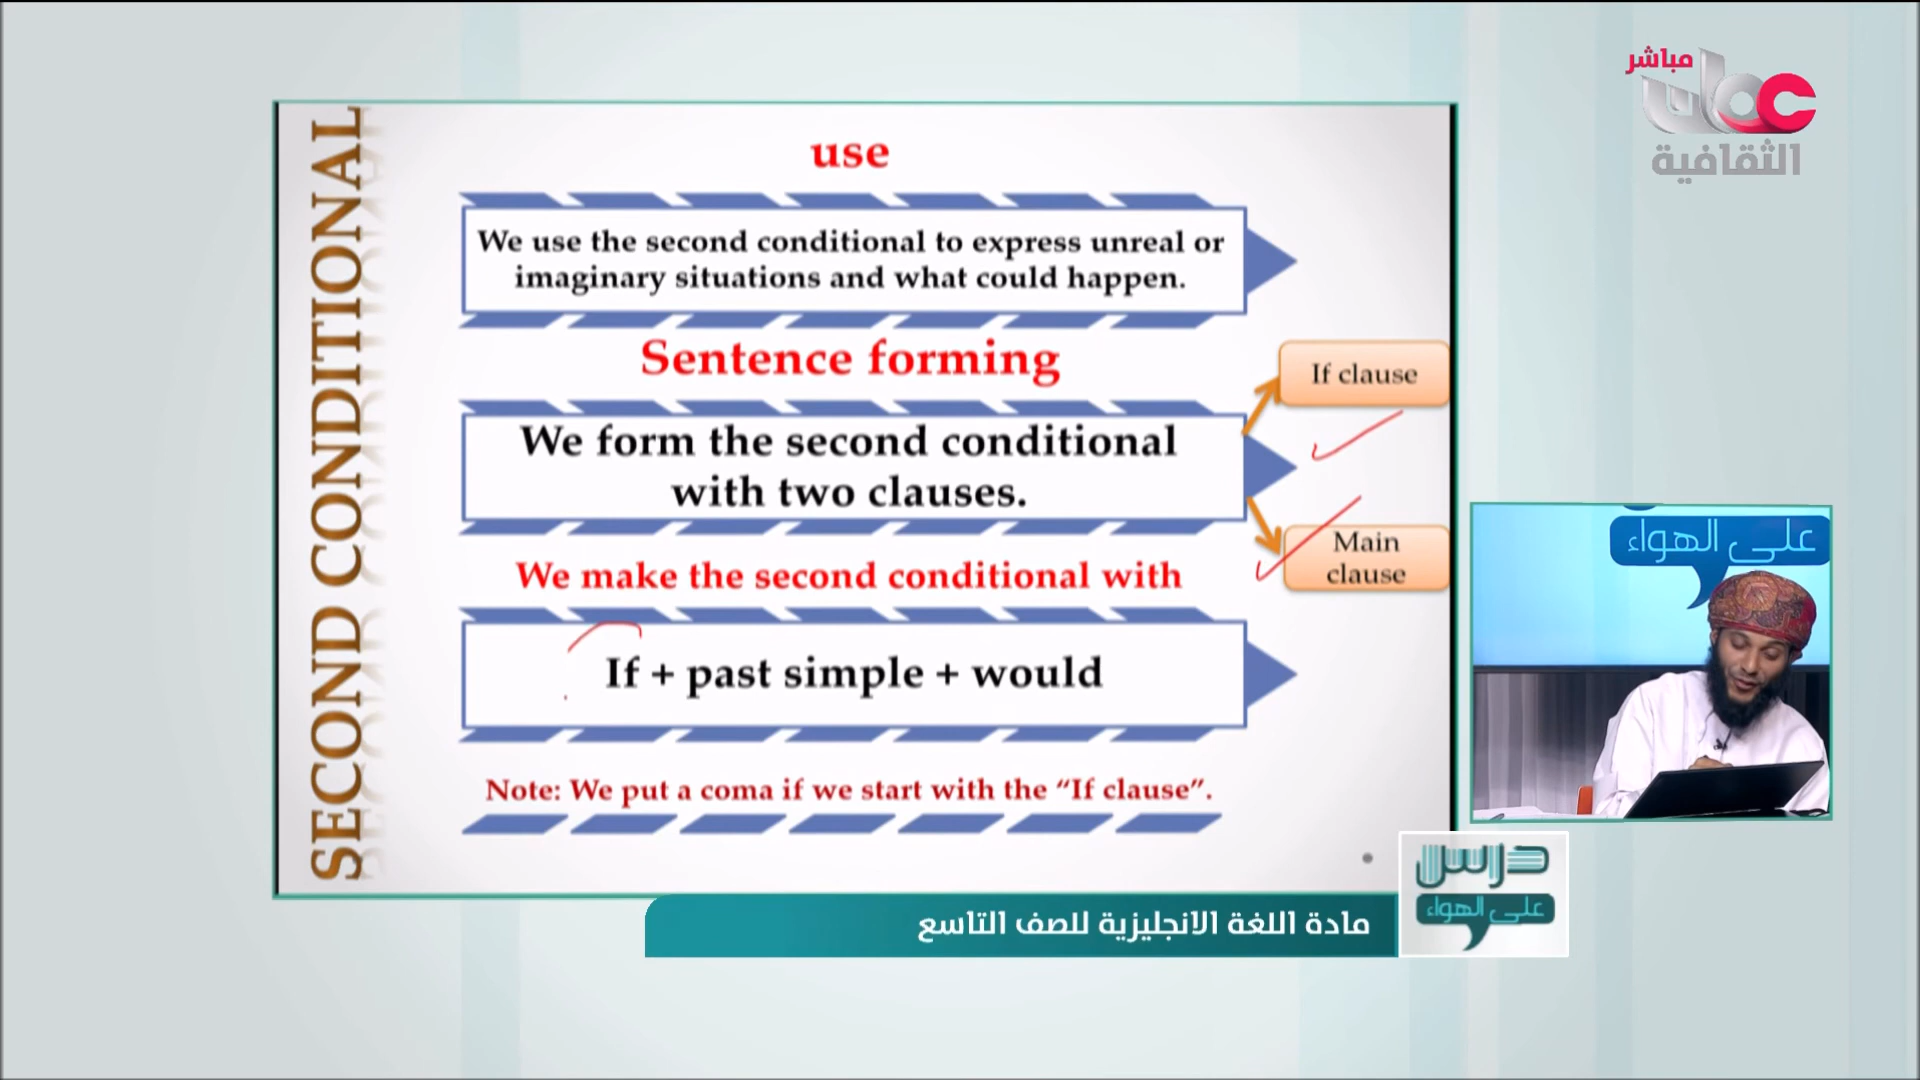 مباشر
عمان
الثقافية
SECOND CONDITIONAL
use
We use the second conditional to express unreal or
imaginary situations and what could happen.
Sentence forming
If clause
We form the second conditional
with two clauses.
Main
clause
We make the second conditional with
If + past simple + would
Note: We put a coma if we start with the “If clause”.
على الهواء
درس
على الهواء
مادة اللغة الانجليزية للصف التاسع